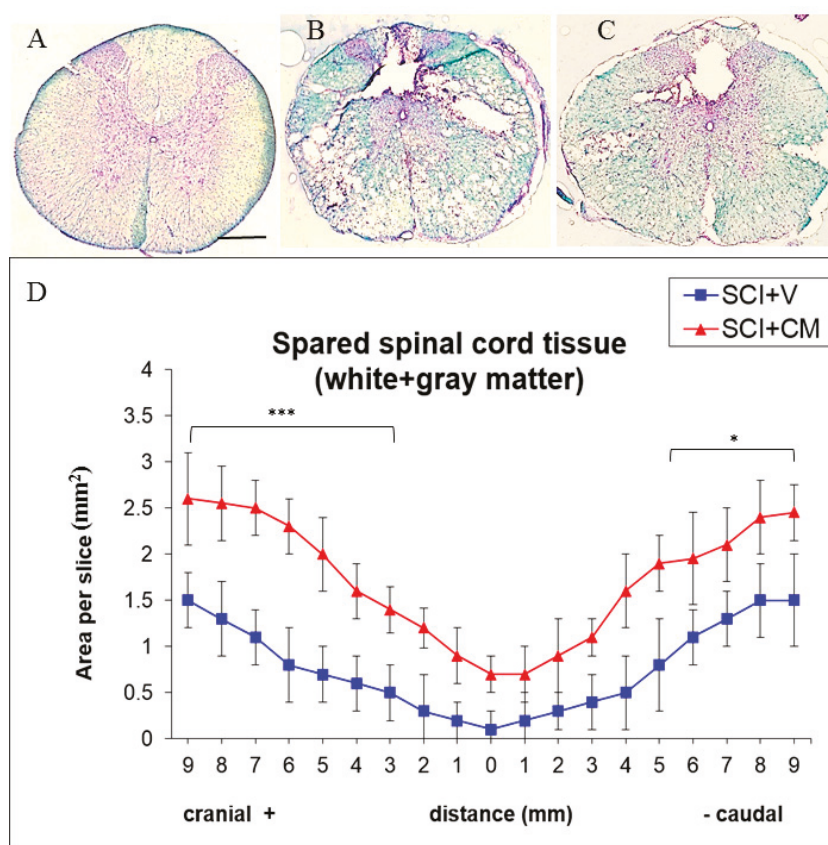 A
B
C
D
SCI+V
SCI+CM
Spared spinal cord tissue
(white+gray matter)
Area per slice (mm²)
4
3.5
3
2.5
2
1.5
1
0.5
0
***
*
9 8 7 6 5 4 3 2 1 0 1 2 3 4 5 6 7 8 9
cranial + distance (mm) - caudal